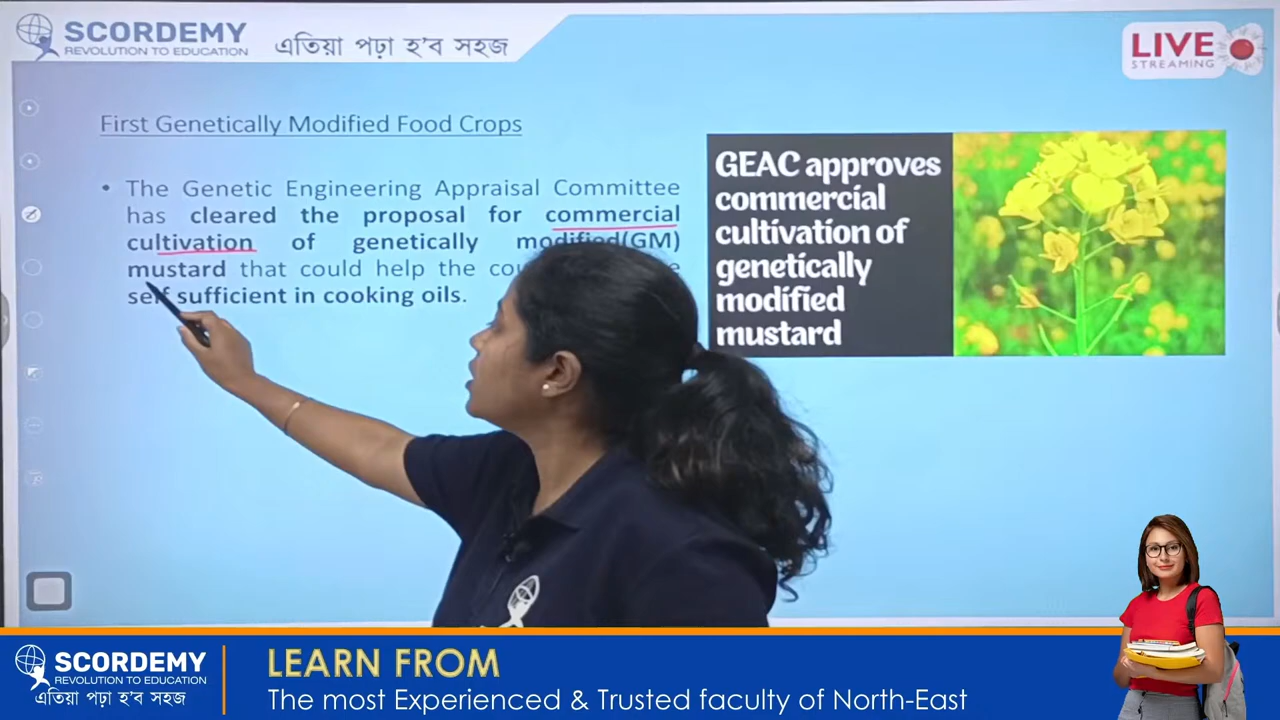 SCORDEMY
REVOLUTION TO EDUCATION
এতিয়া পঢ়া হ'ব সহজ
LIVE
STREAMING
First Genetically Modified Food Crops
• The Genetic Engineering Appraisal Committee
has cleared the proposal for commercial
cultivation of genetically modified(GM)
mustard that could help the
self sufficient in cooking oils.
GEAC approves
commercial
cultivation of
genetically
modified
mustard
SCORDEMY
REVOLUTION TO EDUCATION
এতিয়া পঢ়া হ'ব সহজ
LEARN FROM
The most Experienced & Trusted faculty of North-East